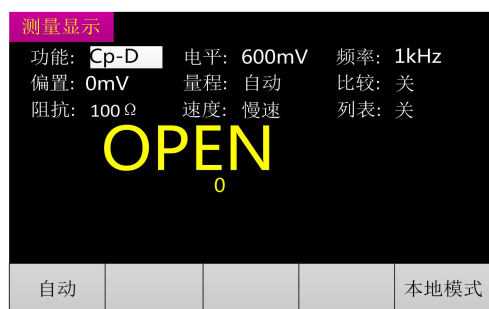 测量显示
功能: Cp-D 电平: 600mV 频率: 1kHz
偏置: 0mV 量程: 自动 比较: 关
阻抗: 100Ω 速度: 慢速 列表: 关
OPEN
0
自动 本地模式